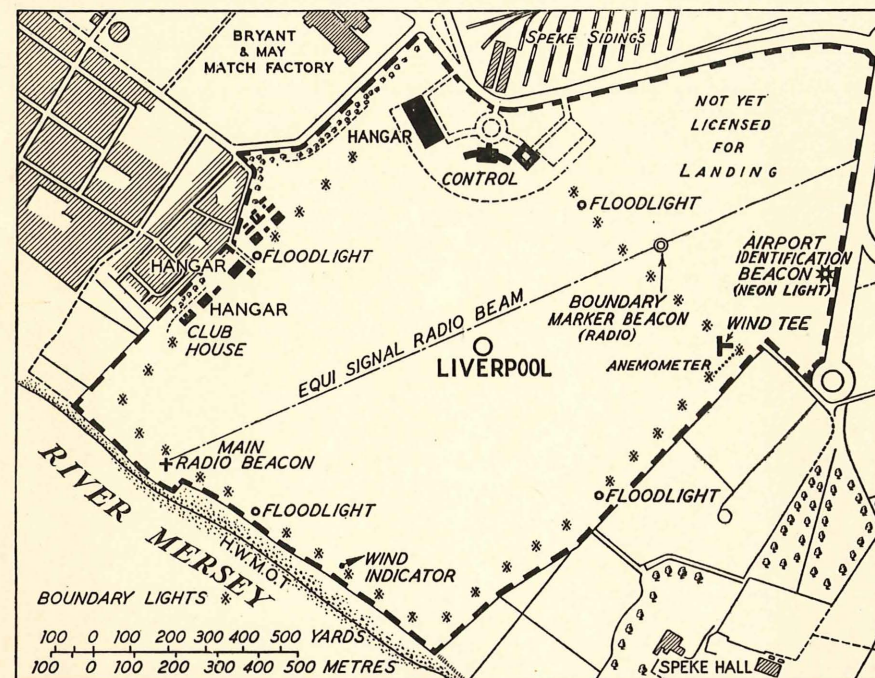 BRYANT
& MAY
MATCH FACTORY
SPEKE SIDINGS
NOT YET
LICENSED
FOR
LANDING
HANGAR
CONTROL
FLOODLIGHT
FLOODLIGHT
HANGAR
HANGAR
CLUB
HOUSE
AIRPORT
IDENTIFICATION
BEACON
(NEON LIGHT)
BOUNDARY
MARKER BEACON
(RADIO)
WIND TEE
ANEMOMETER
EQUI SIGNAL RADIO BEAM
LIVERPOOL
MAIN
RADIO BEACON
FLOODLIGHT
FLOODLIGHT
RIVER MERSEY
H.W.M.O.T
WIND
INDICATOR
BOUNDARY LIGHTS
100 0 100 200 300 400 500 YARDS
100 0 100 200 300 400 500 METRES
SPEKE HALL